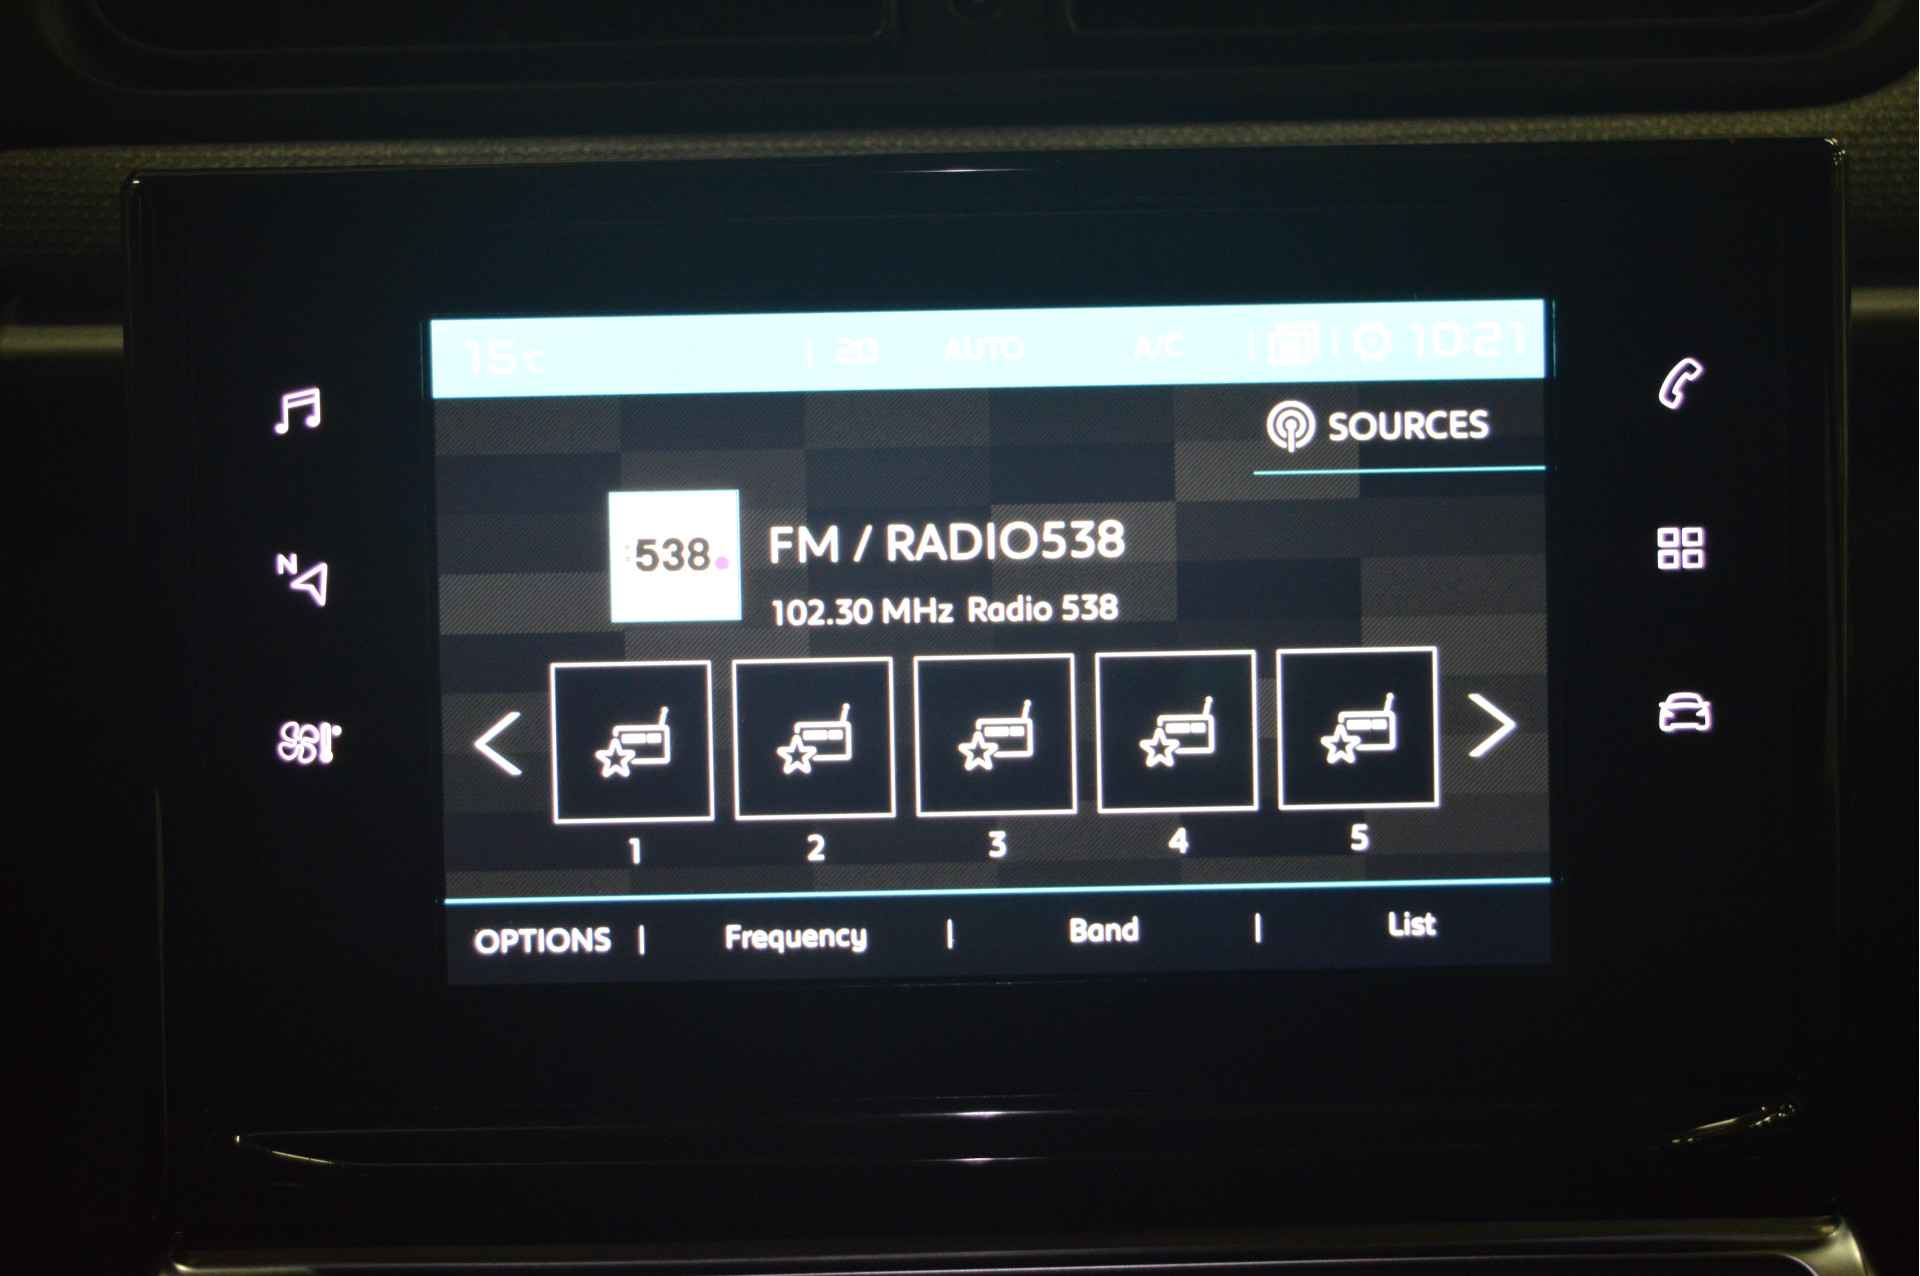 15°C | 20 AUTO A/C | | 10:21
SOURCES
538
FM / RADIO538
102.30 MHz Radio 538
1 2 3 4 5
OPTIONS | Frequency | Band | List
N